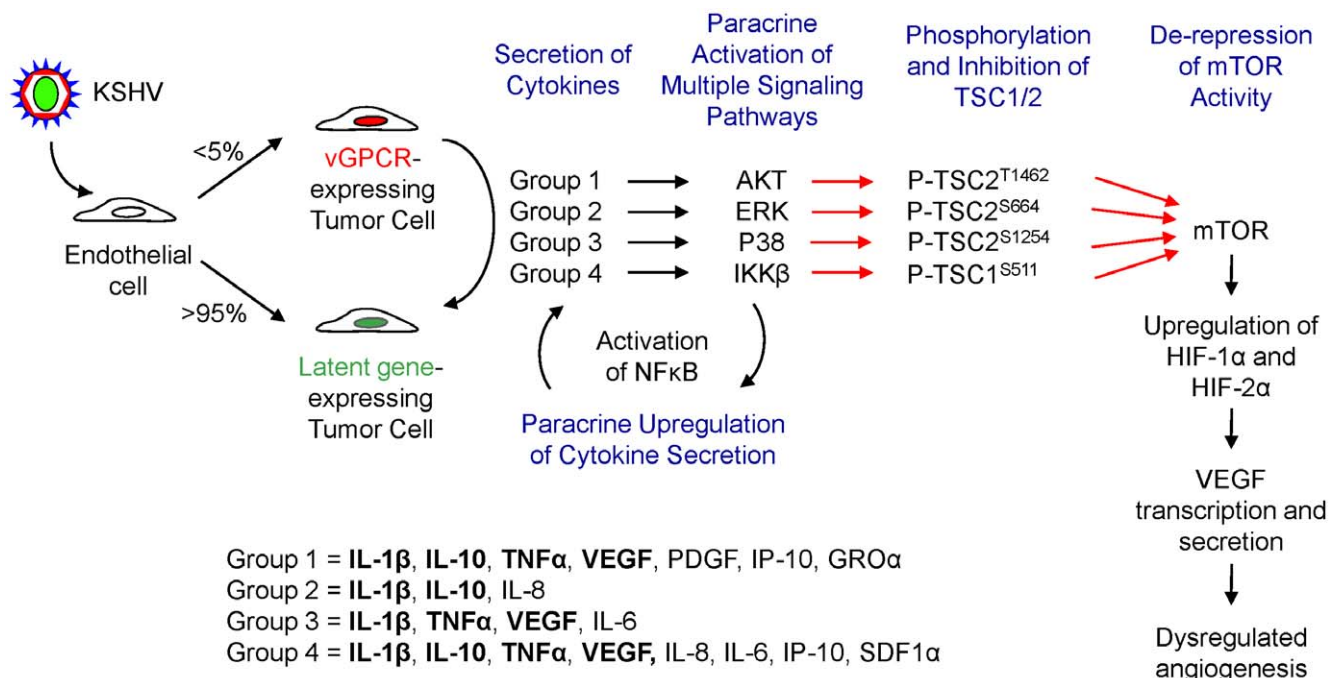 KSHV
Endothelial
cell
<5%
>95%
vGPCR-
expressing
Tumor Cell
Latent gene-
expressing
Tumor Cell
Secretion of
Cytokines
Paracrine
Activation of
Multiple Signaling
Pathways
Phosphorylation
and Inhibition of
TSC1/2
De-repression
of mTOR
Activity
Group 1 AKT P-TSC2T1462
Group 2 ERK P-TSC2S664
Group 3 P38 P-TSC2S1254
Group 4 IKKβ P-TSC1S511
mTOR
Activation
of NFκB
Paracrine Upregulation
of Cytokine Secretion
Upregulation of
HIF-1α and
HIF-2α
VEGF
transcription and
secretion
Dysregulated
angiogenesis
Group 1 = IL-1β, IL-10, TNFα, VEGF, PDGF, IP-10, GROα
Group 2 = IL-1β, IL-10, IL-8
Group 3 = IL-1β, TNFα, VEGF, IL-6
Group 4 = IL-1β, IL-10, TNFα, VEGF, IL-8, IL-6, IP-10, SDF1α